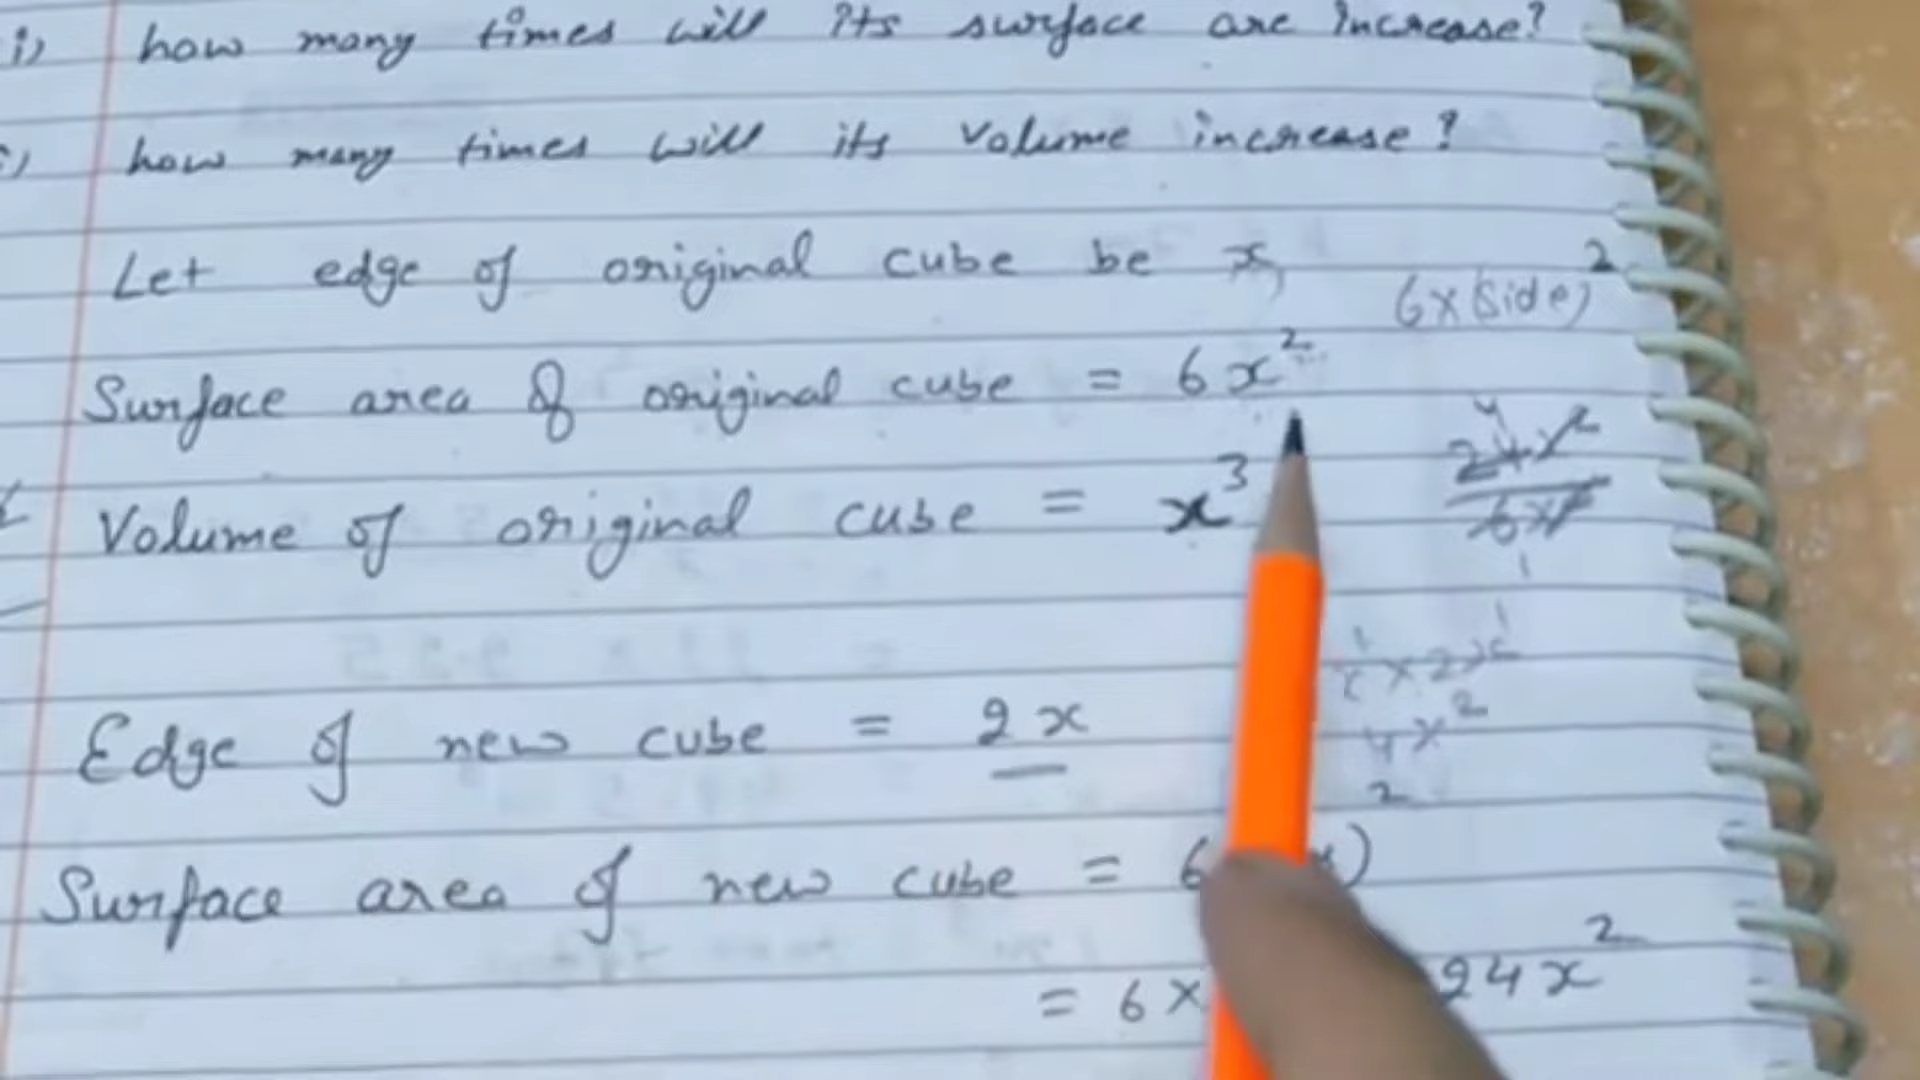 i) how many times will its surface are increase?
how many times will its volume increase?
Let edge of original cube be x,
6x(side)²
Surface area of original cube = 6x²
24x²
6x²
Volume of original cube = x³
Edge of new cube = 2x
4x²
Surface area of new cube = 6
= 6x 24x²